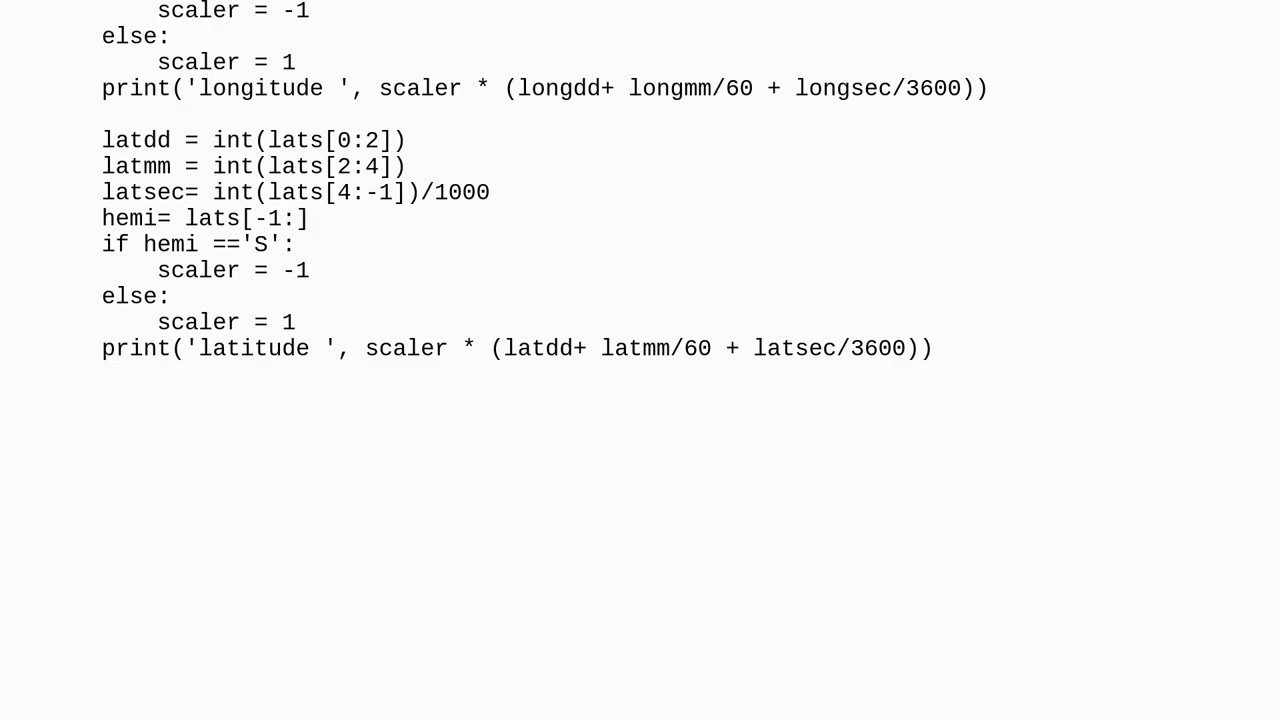 scaler = -1
else:
    scaler = 1
print('longitude ', scaler * (longdd+ longmm/60 + longsec/3600))

latdd = int(lats[0:2])
latmm = int(lats[2:4])
latsec= int(lats[4:-1])/1000
hemi= lats[-1:]
if hemi =='S':
    scaler = -1
else:
    scaler = 1
print('latitude ', scaler * (latdd+ latmm/60 + latsec/3600))